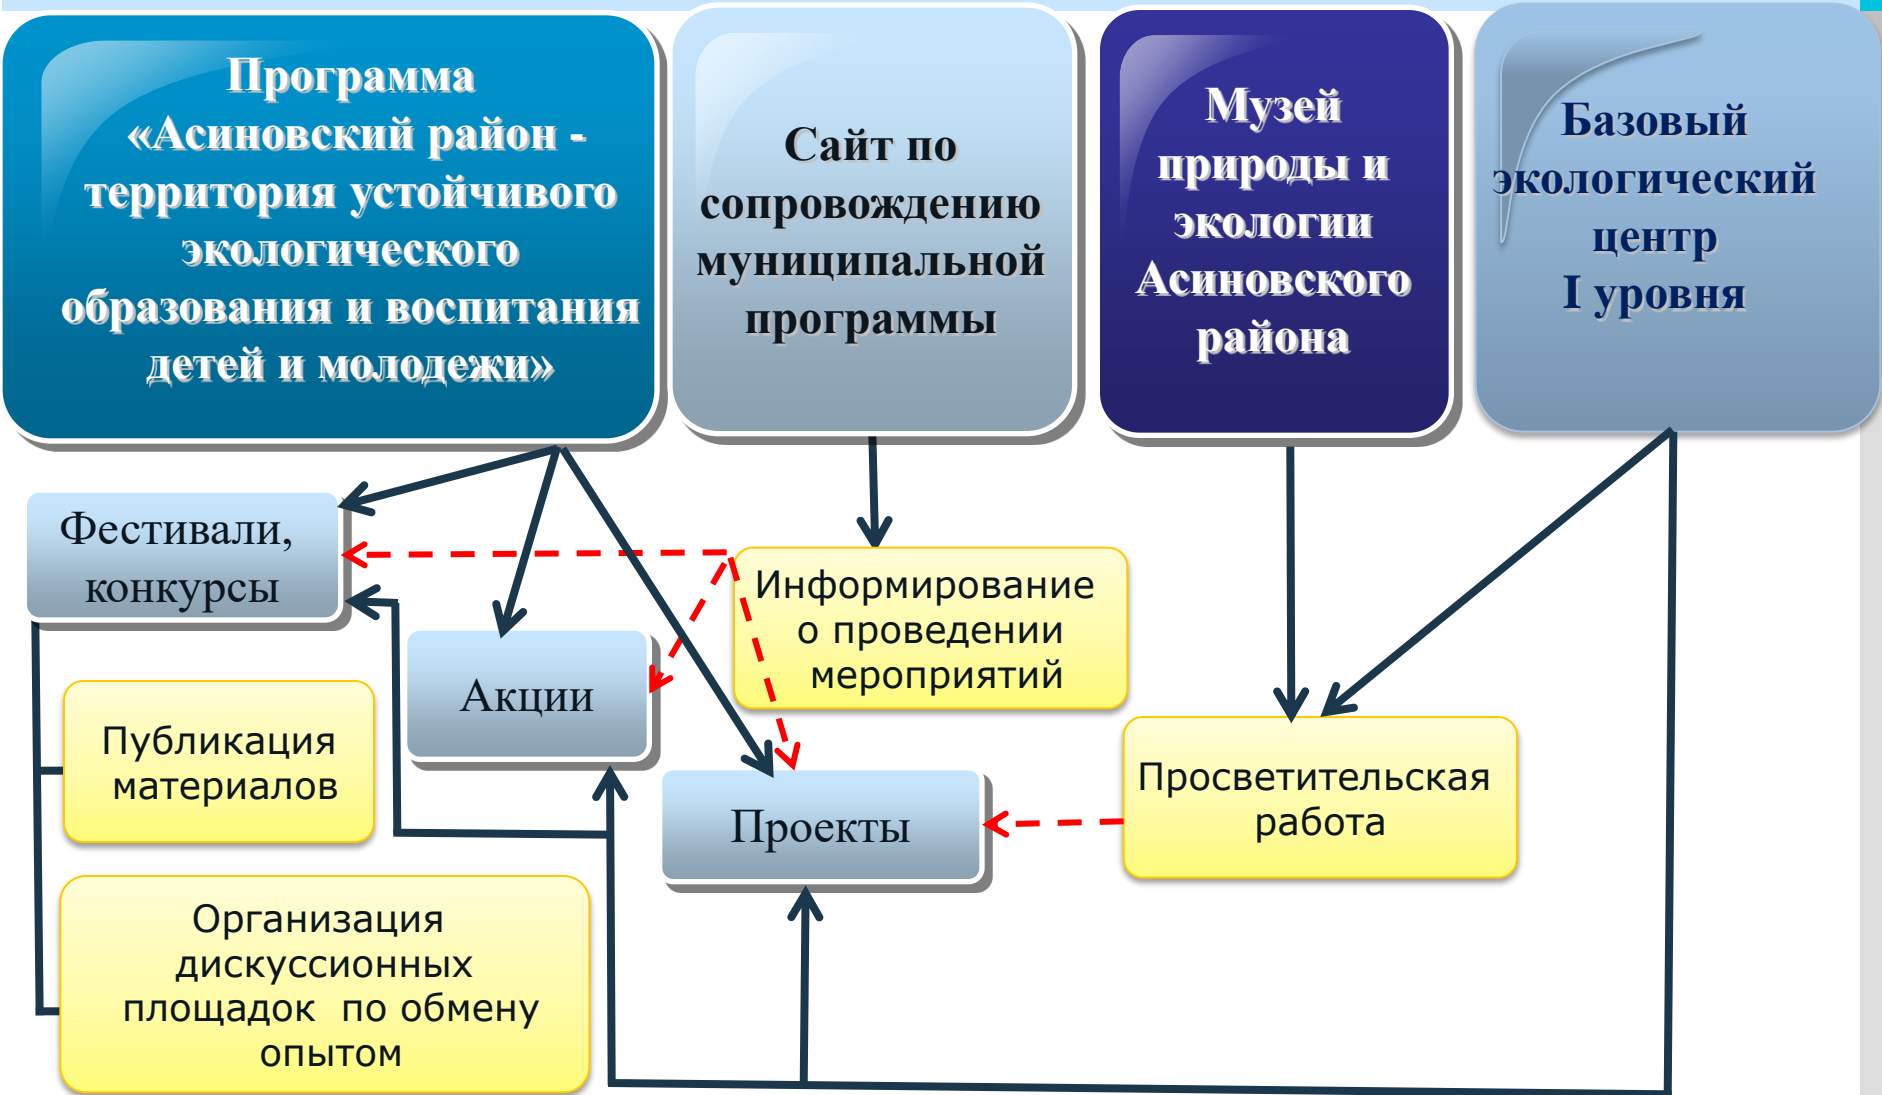 Программа
«Асиновский район -
территория устойчивого
экологического
образования и воспитания
детей и молодежи»
Сайт по
сопровождению
муниципальной
программы
Музей
природы и
экологии
Асиновского
района
Базовый
экологический
центр
I уровня
Фестивали,
конкурсы
Информирование
о проведении
мероприятий
Акции
Публикация
материалов
Проекты
Просветительская
работа
Организация
дискуссионных
площадок по обмену
опытом